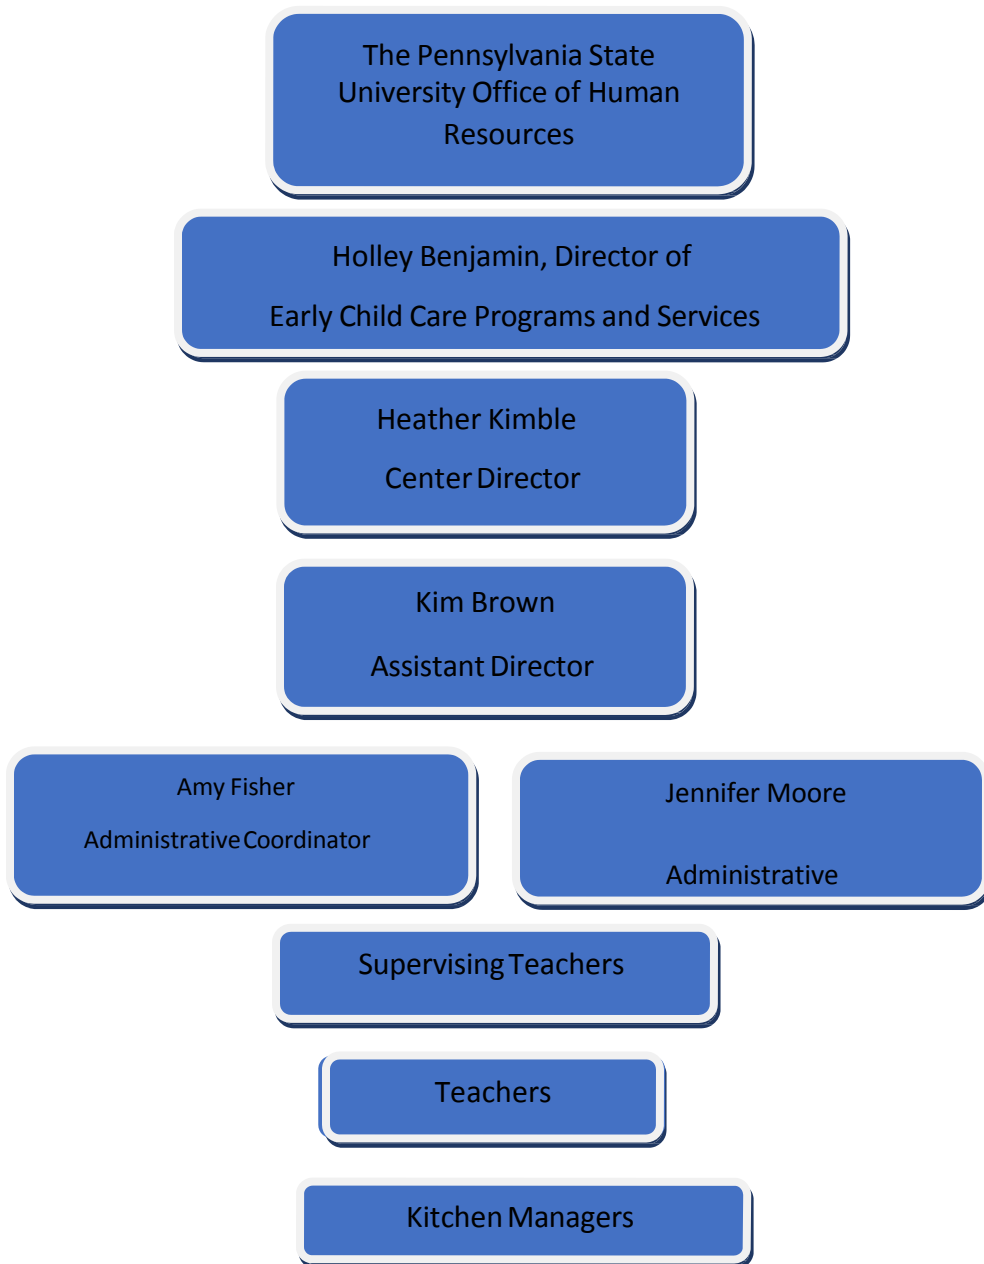 The Pennsylvania State
University Office of Human
Resources
Holley Benjamin, Director of
Early Child Care Programs and Services
Heather Kimble
Center Director
Kim Brown
Assistant Director
Amy Fisher
Administrative Coordinator
Jennifer Moore
Administrative
Supervising Teachers
Teachers
Kitchen Managers